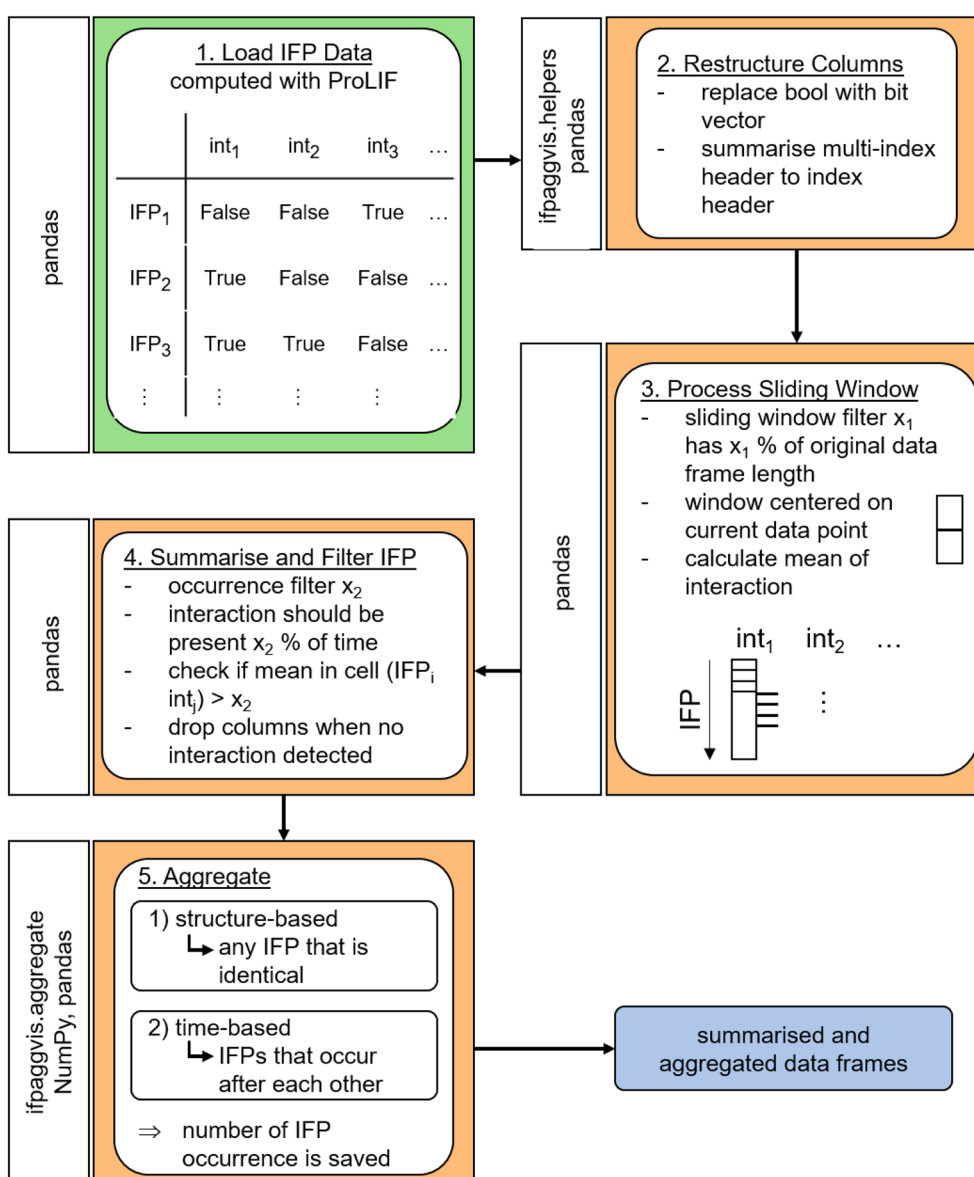 pandas
1. Load IFP Data
computed with ProLIF
int₁ int₂ int₃ …
IFP₁ False False True …
IFP₂ True False False …
IFP₃ True True False …
⋮ ⋮ ⋮ ⋮
ifpaggvis.helpers
pandas
2. Restructure Columns
- replace bool with bit
vector
- summarise multi-index
header to index
header
pandas
3. Process Sliding Window
- sliding window filter x₁
has x₁ % of original data
frame length
- window centered on
current data point
- calculate mean of
interaction
int₁ int₂ …
IFP
⋮
pandas
4. Summarise and Filter IFP
- occurrence filter x₂
- interaction should be
present x₂ % of time
- check if mean in cell (IFPᵢ
intⱼ) > x₂
- drop columns when no
interaction detected
ifpaggvis.aggregate
NumPy, pandas
5. Aggregate
1) structure-based
any IFP that is
identical
2) time-based
IFPs that occur
after each other
⇒ number of IFP
occurrence is saved
summarised and
aggregated data frames